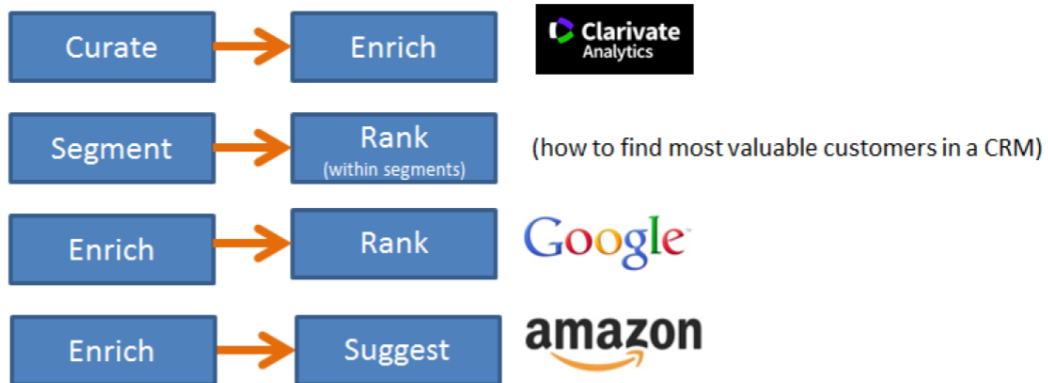 Curate
Enrich
Clarivate
Analytics
Segment
Rank
(within segments)
(how to find most valuable customers in a CRM)
Enrich
Rank
Google
Enrich
Suggest
amazon